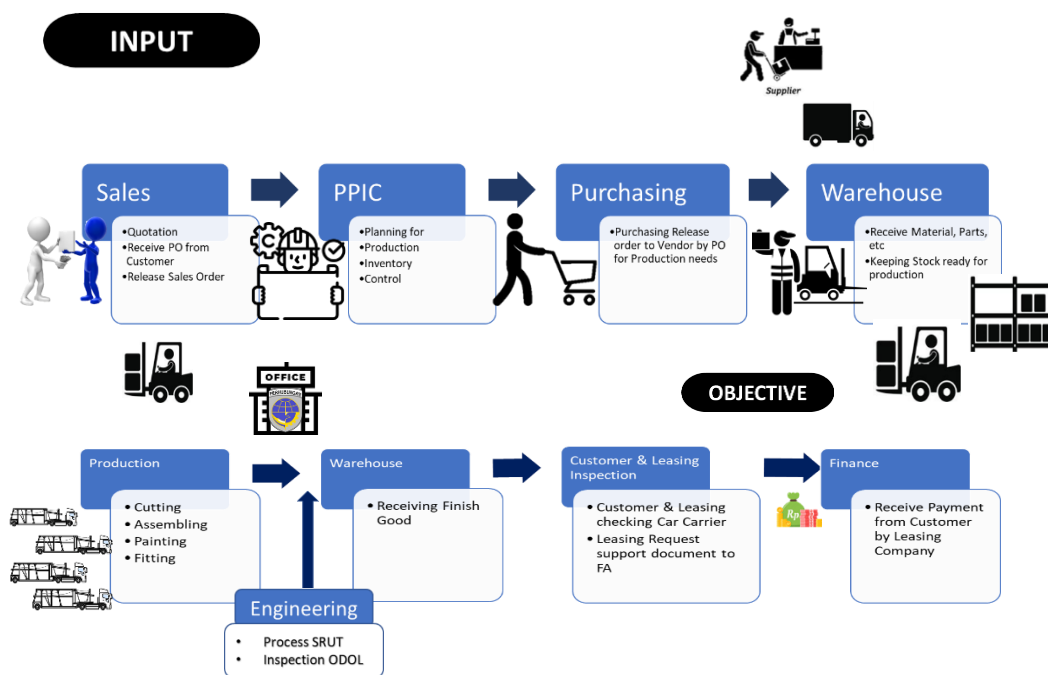 INPUT
Supplier
Sales
•Quotation
•Receive PO from
Customer
•Release Sales Order
PPIC
•Planning for
•Production
•Inventory
•Control
Purchasing
•Purchasing Release
order to Vendor by PO
for Production needs
Warehouse
•Receive Material, Parts,
etc
•Keeping Stock ready for
production
OFFICE
PERHUBUNGAN
OBJECTIVE
Production
• Cutting
• Assembling
• Painting
• Fitting
Warehouse
• Receiving Finish
Good
Customer & Leasing
Inspection
• Customer & Leasing
checking Car Carrier
• Leasing Request
support document to
FA
Rp
Finance
• Receive Payment
from Customer
by Leasing
Company
Engineering
• Process SRUT
• Inspection ODOL